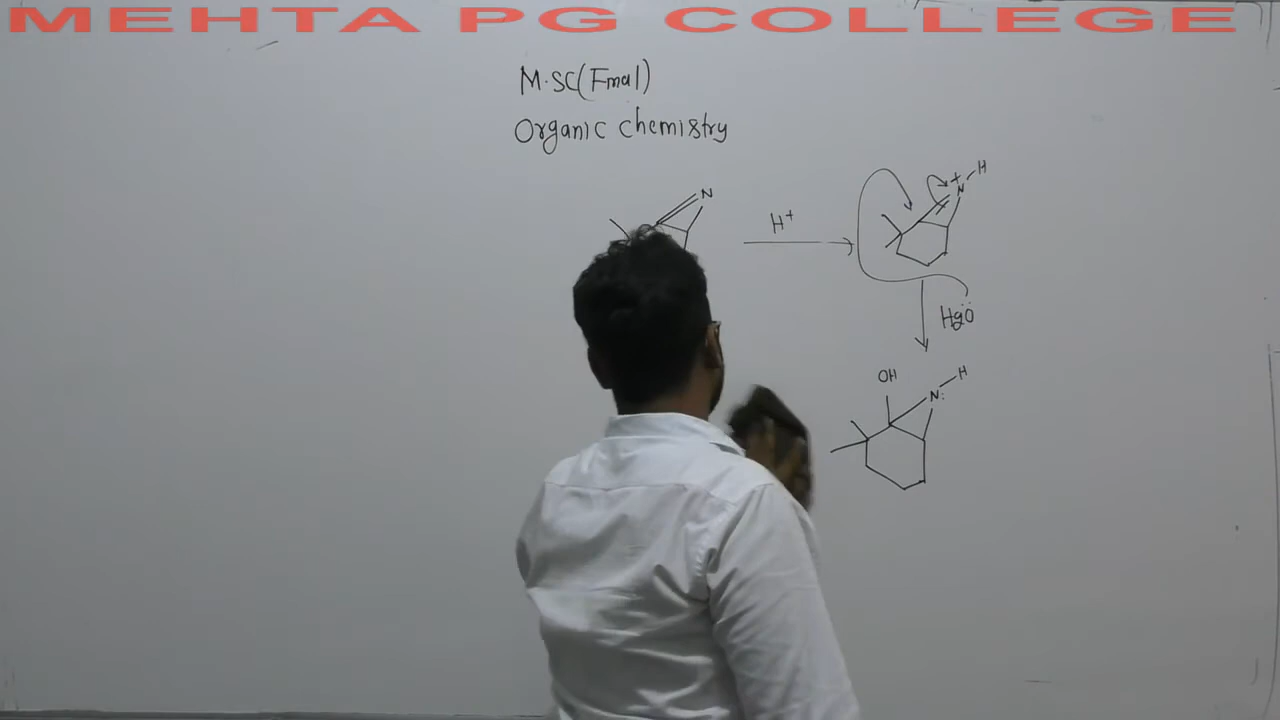 MEHTA PG COLLEGE
M.SC(Final)
Organic chemistry
N
H+
+
N
H
H2O
OH
N:
H